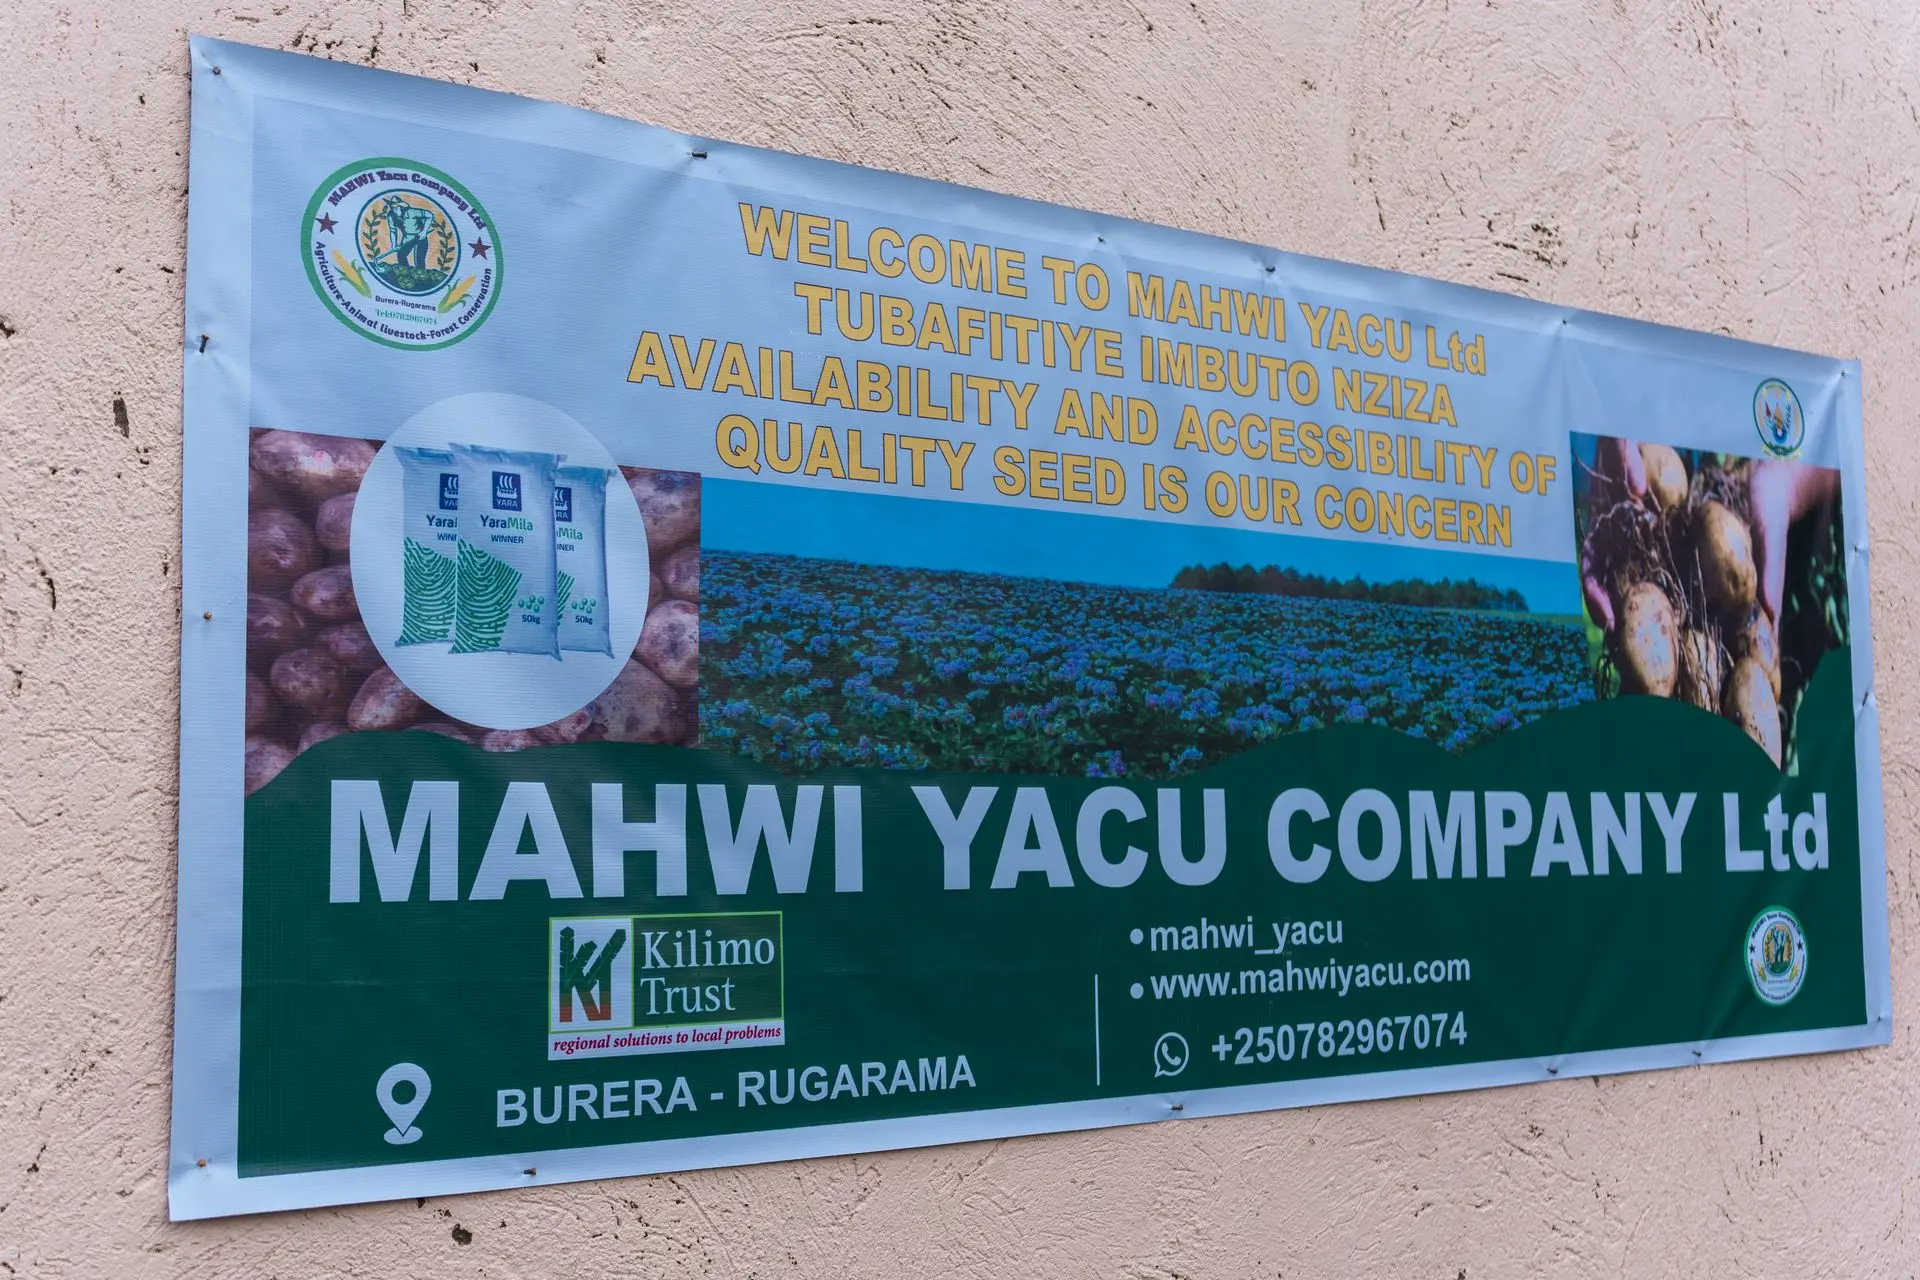 MAHWI Yacu Company Ltd
Burera-Rugarama
Tel:0782967074
Agriculture-Animal livestock-Forest Conservation
WELCOME TO MAHWI YACU Ltd
TUBAFITIYE IMBUTO NZIZA
AVAILABILITY AND ACCESSIBILITY OF
QUALITY SEED IS OUR CONCERN
YARA
YaraMila
WINNER
50kg
50kg
MAHWI YACU COMPANY Ltd
Kilimo
Trust
regional solutions to local problems
BURERA - RUGARAMA
•mahwi_yacu
•www.mahwiyacu.com
+250782967074